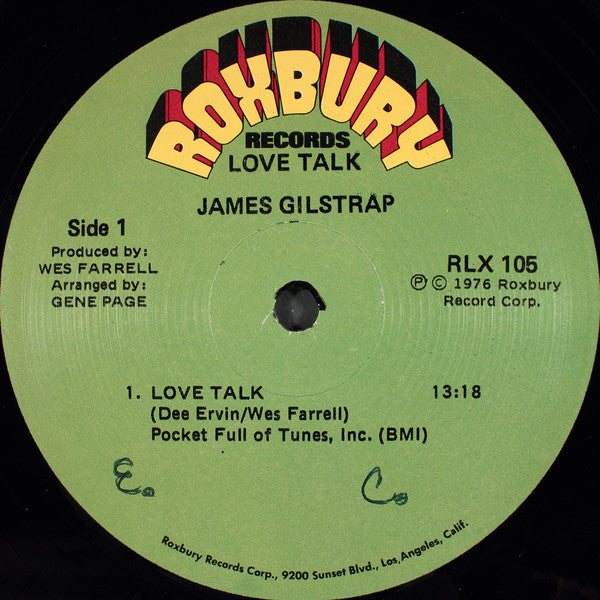 ROXBURY
RECORDS
LOVE TALK
JAMES GILSTRAP
Side 1
Produced by:
WES FARRELL
Arranged by:
GENE PAGE
RLX 105
Ⓟ © 1976 Roxbury
Record Corp.
1. LOVE TALK 13:18
(Dee Ervin/Wes Farrell)
Pocket Full of Tunes, Inc. (BMI)
E. C.
Roxbury Records Corp., 9200 Sunset Blvd., Los Angeles, Calif.